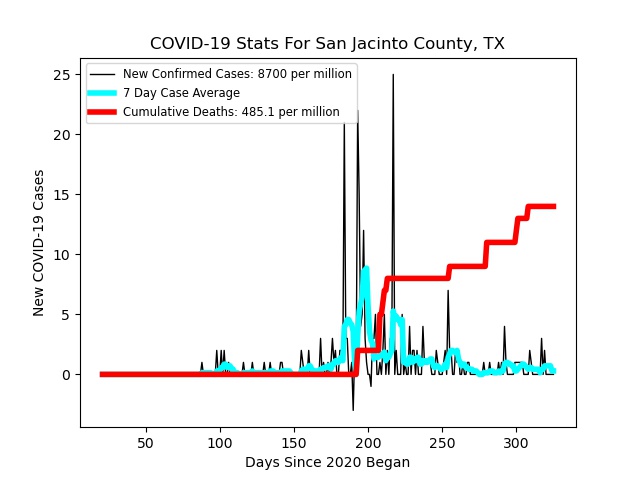 COVID-19 Stats For San Jacinto County, TX
New Confirmed Cases: 8700 per million
7 Day Case Average
Cumulative Deaths: 485.1 per million
New COVID-19 Cases
25
20
15
10
5
0
50
100
150
200
250
300
Days Since 2020 Began